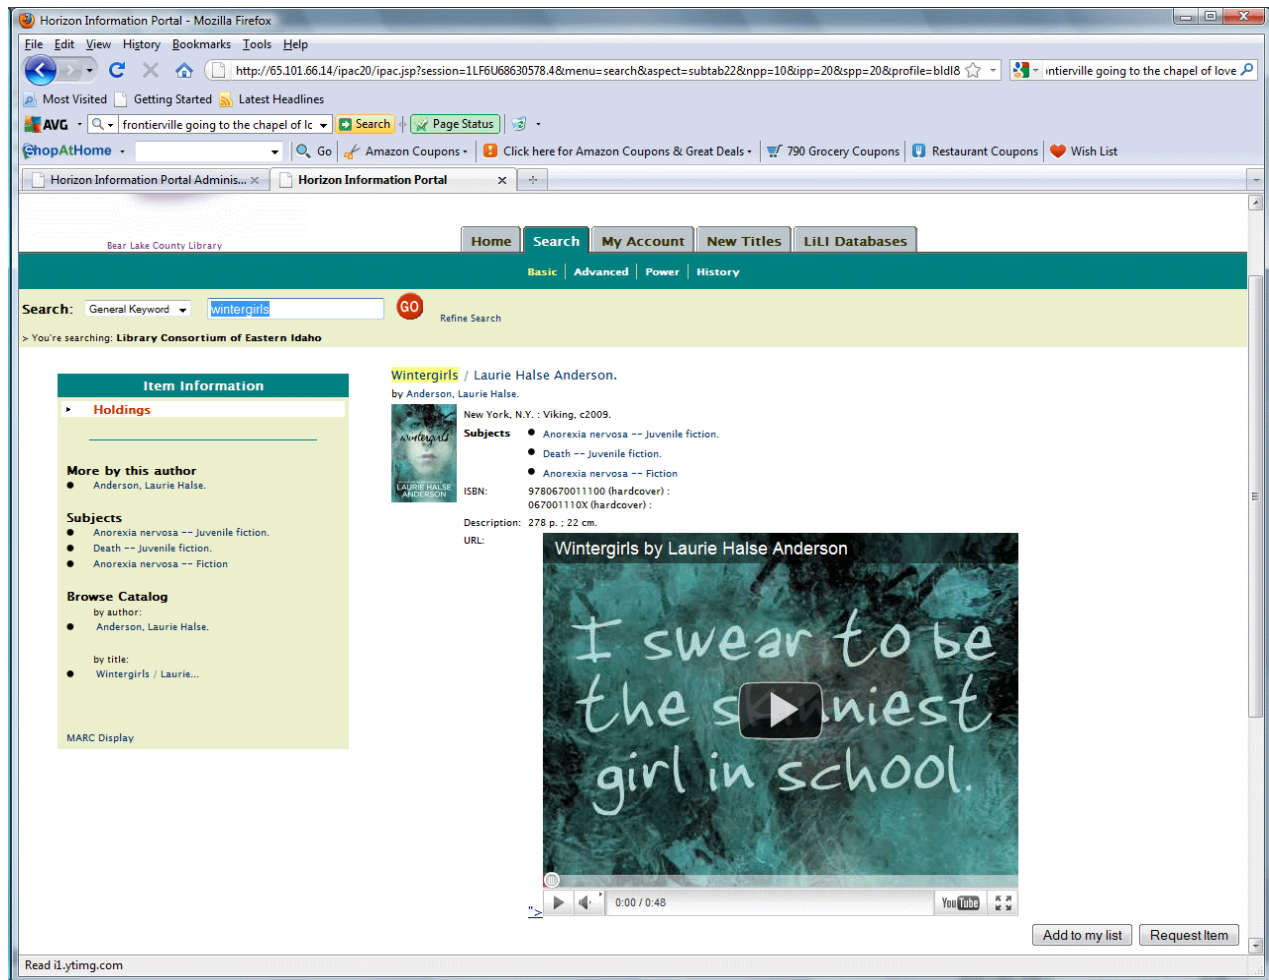 Horizon Information Portal - Mozilla Firefox
File Edit View History Bookmarks Tools Help
http://65.101.66.14/ipac20/ipac.jsp?session=1LF6U68630578.4&menu=search&aspect=subtab22&npp=10&ipp=20&spp=20&profile=bldl8 ntierville going to the chapel of love
Most Visited Getting Started Latest Headlines
AVG frontierville going to the chapel of lc Search Page Status
ShopAtHome Go Amazon Coupons Click here for Amazon Coupons & Great Deals 790 Grocery Coupons Restaurant Coupons Wish List
Horizon Information Portal Adminis... Horizon Information Portal
Bear Lake County Library
Home Search My Account New Titles LiLI Databases
Basic Advanced Power History
Search: General Keyword wintergirls GO Refine Search
> You're searching: Library Consortium of Eastern Idaho
Item Information
Holdings
More by this author
Anderson, Laurie Halse.
Subjects
Anorexia nervosa -- Juvenile fiction.
Death -- Juvenile fiction.
Anorexia nervosa -- Fiction
Browse Catalog
by author:
Anderson, Laurie Halse.
by title:
Wintergirls / Laurie...
MARC Display
Wintergirls / Laurie Halse Anderson.
by Anderson, Laurie Halse.
wintergirls
LAURIE HALSE
ANDERSON
New York, N.Y. : Viking, c2009.
Subjects Anorexia nervosa -- Juvenile fiction.
Death -- Juvenile fiction.
Anorexia nervosa -- Fiction
ISBN: 9780670011100 (hardcover) :
067001110X (hardcover) :
Description: 278 p. ; 22 cm.
URL:
Wintergirls by Laurie Halse Anderson
I swear to be
the skinniest
girl in school.
0:00 / 0:48 YouTube
">
Add to my list Request Item
Read i1.ytimg.com